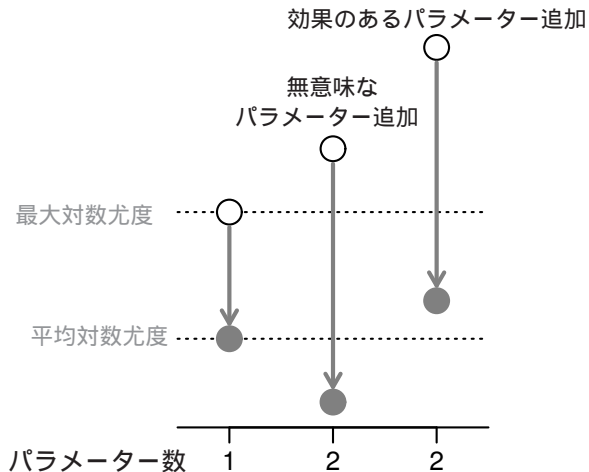 効果のあるパラメーター追加
無意味な
パラメーター追加
最大対数尤度
平均対数尤度
パラメーター数 1 2 2